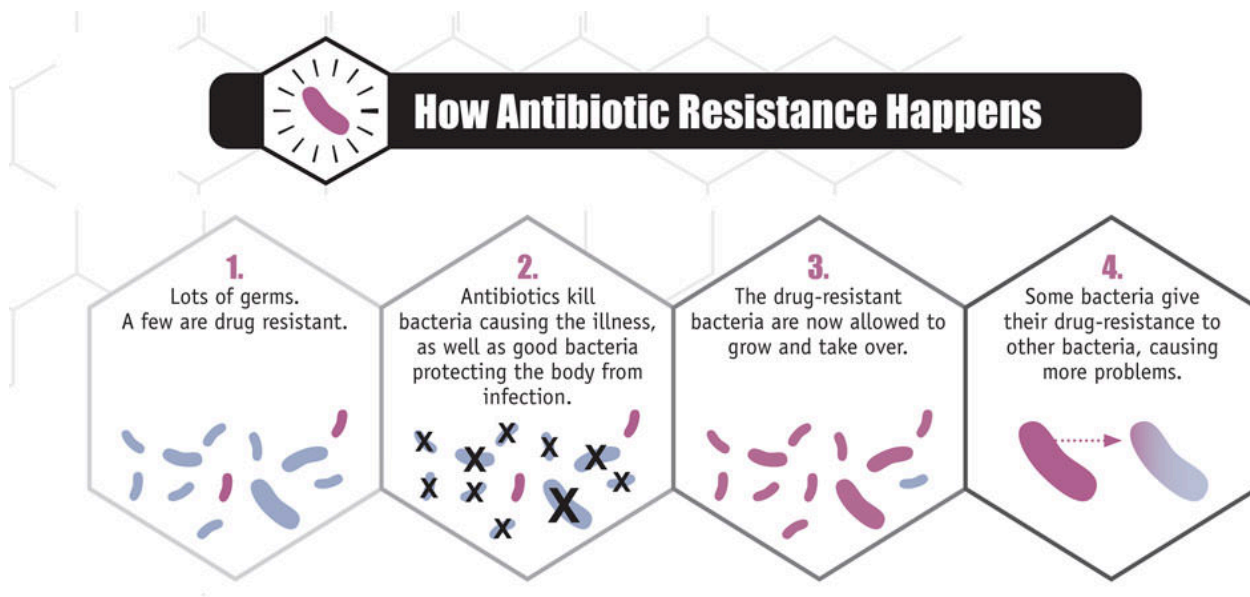 How Antibiotic Resistance Happens
1.
Lots of germs.
A few are drug resistant.
2.
Antibiotics kill
bacteria causing the illness,
as well as good bacteria
protecting the body from
infection.
X X X X X X X X X X X
3.
The drug-resistant
bacteria are now allowed to
grow and take over.
4.
Some bacteria give
their drug-resistance to
other bacteria, causing
more problems.